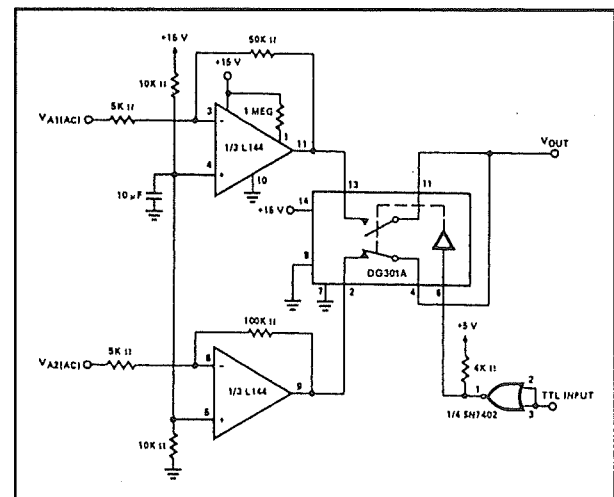 +15 V
50K Ω
+15 V
10K Ω
5K Ω
1 MEG
VA1(AC)
3
-
1
11
1/3 L144
4
+
10
10 μF
13
11
VOUT
14
+15 V
DG301A
8
7
2
4
6
100K Ω
+5 V
VA2(AC)
5K Ω
4K Ω
6
-
1/3 L144
9
1
2
3
TTL INPUT
1/4 SN7402
5
+
10K Ω